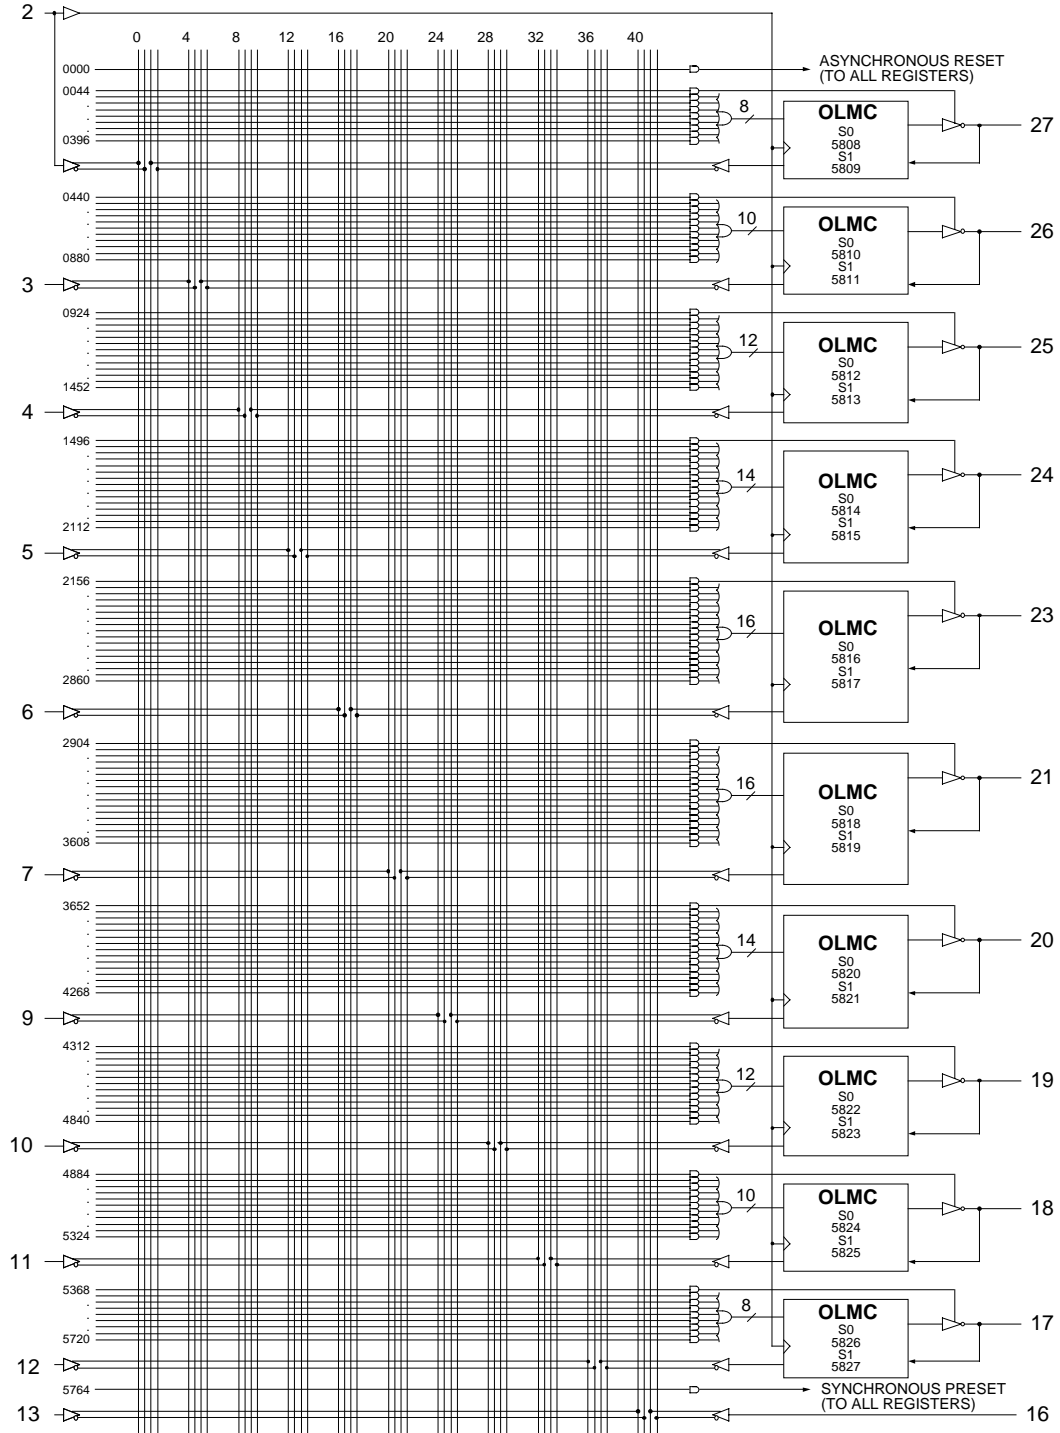 2
0 4 8 12 16 20 24 28 32 36 40
0000
ASYNCHRONOUS RESET
(TO ALL REGISTERS)
0044
.
.
.
0396
8
OLMC
S0
5808
S1
5809
27
0440
.
.
.
0880
10
OLMC
S0
5810
S1
5811
26
3
0924
.
.
.
1452
12
OLMC
S0
5812
S1
5813
25
4
1496
.
.
.
2112
14
OLMC
S0
5814
S1
5815
24
5
2156
.
.
.
2860
16
OLMC
S0
5816
S1
5817
23
6
2904
.
.
.
3608
16
OLMC
S0
5818
S1
5819
21
7
3652
.
.
.
4268
14
OLMC
S0
5820
S1
5821
20
9
4312
.
.
.
4840
12
OLMC
S0
5822
S1
5823
19
10
4884
.
.
.
5324
10
OLMC
S0
5824
S1
5825
18
11
5368
.
.
.
5720
8
OLMC
S0
5826
S1
5827
17
12
5764
SYNCHRONOUS PRESET
(TO ALL REGISTERS)
13
16